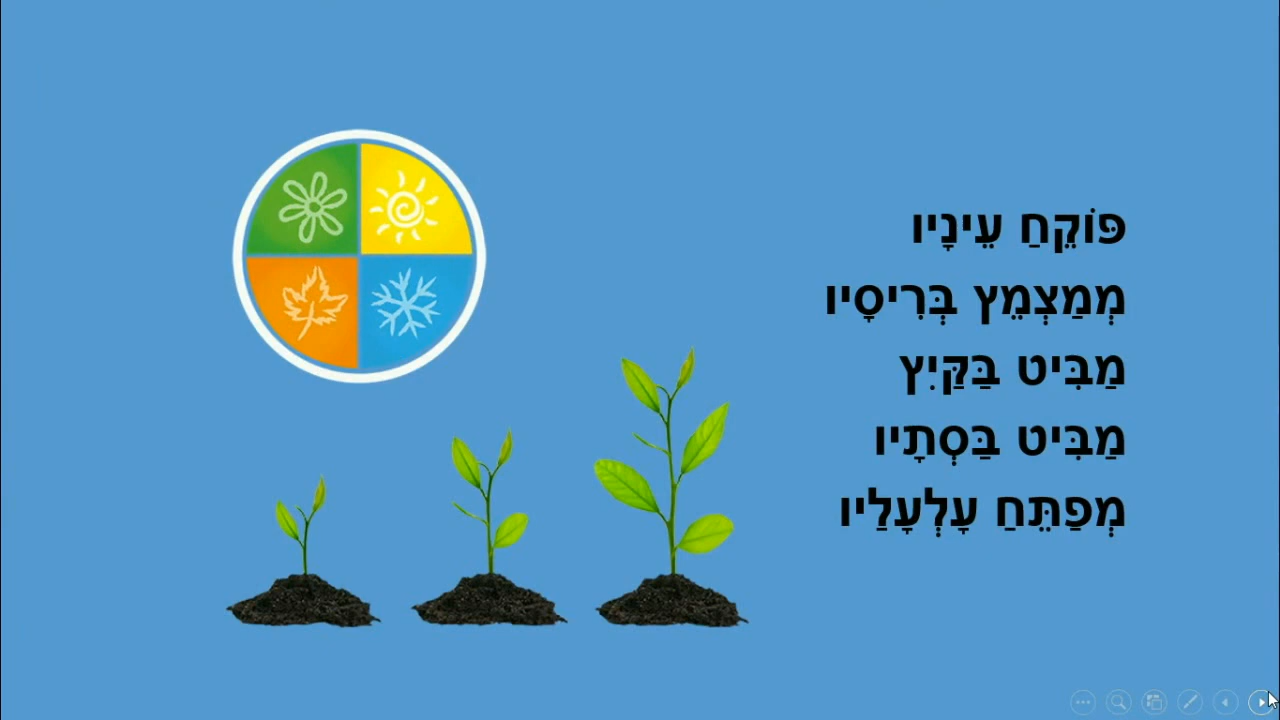 פּוֹקֵחַ עֵינָיו
מְמַצְמֵץ בְּרִיסָיו
מַבִּיט בַּקַּיִץ
מַבִּיט בַּסְתָיו
מְפַתֵּחַ עָלְעָלַיו